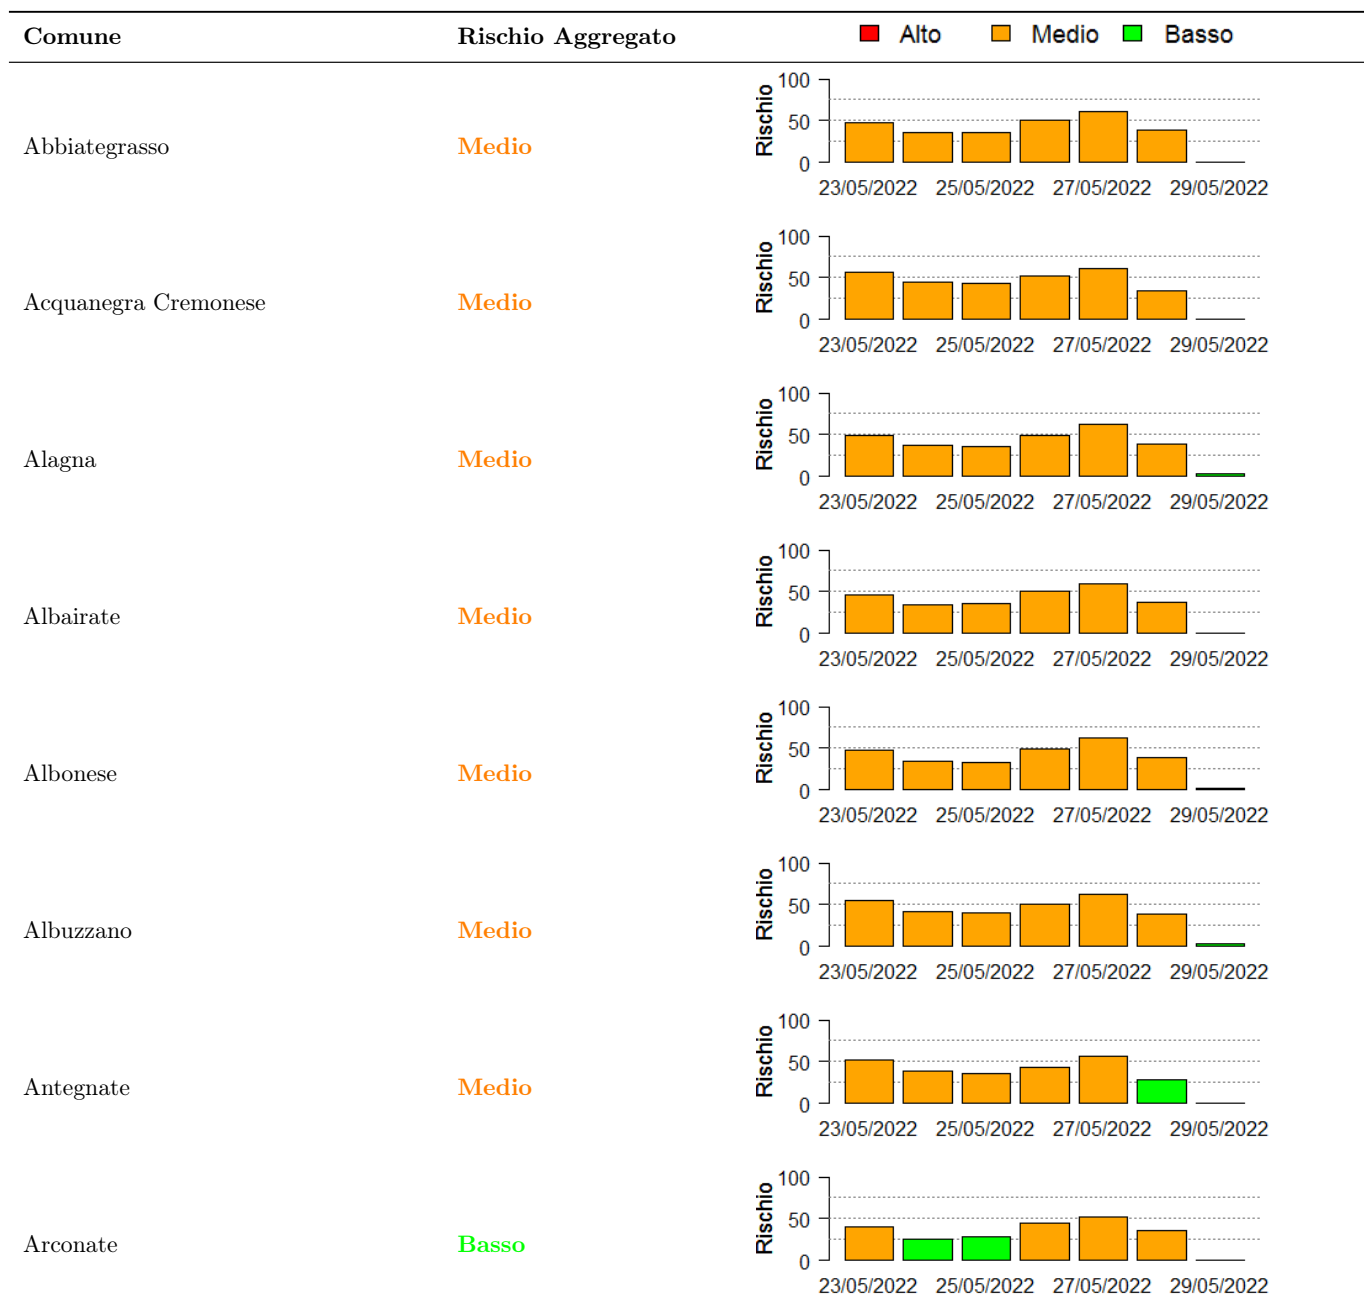 Comune Rischio Aggregato Alto Medio Basso
100
50
0
Rischio
Abbiategrasso Medio
23/05/2022 25/05/2022 27/05/2022 29/05/2022
100
50
0
Rischio
Acquanegra Cremonese Medio
23/05/2022 25/05/2022 27/05/2022 29/05/2022
100
50
0
Rischio
Alagna Medio
23/05/2022 25/05/2022 27/05/2022 29/05/2022
100
50
0
Rischio
Albairate Medio
23/05/2022 25/05/2022 27/05/2022 29/05/2022
100
50
0
Rischio
Albonese Medio
23/05/2022 25/05/2022 27/05/2022 29/05/2022
100
50
0
Rischio
Albuzzano Medio
23/05/2022 25/05/2022 27/05/2022 29/05/2022
100
50
0
Rischio
Antegnate Medio
23/05/2022 25/05/2022 27/05/2022 29/05/2022
100
50
0
Rischio
Arconate Basso
23/05/2022 25/05/2022 27/05/2022 29/05/2022